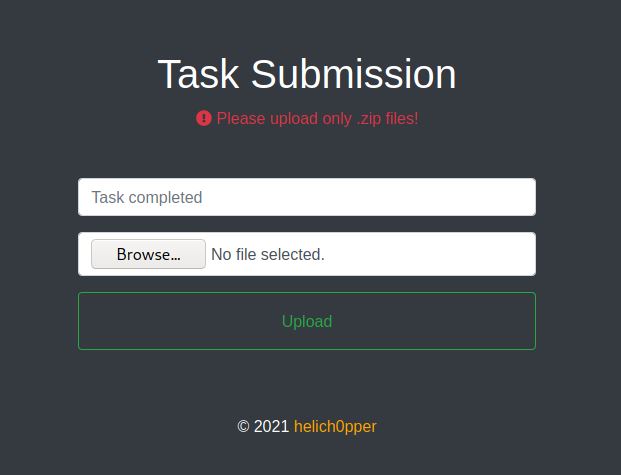 Task Submission
Please upload only .zip files!
Task completed
Browse... No file selected.
Upload
© 2021 helich0pper